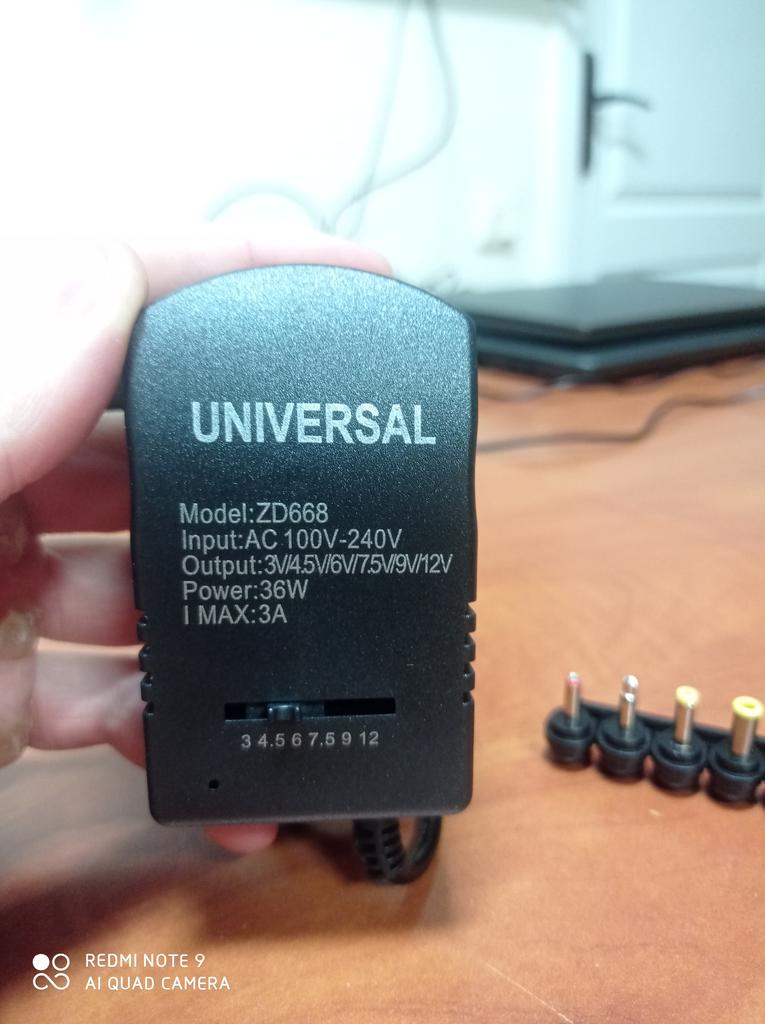 UNIVERSAL
Model:ZD668
Input:AC 100V-240V
Output:3V/4.5V/6V/7.5V/9V/12V
Power:36W
I MAX:3A
3 4.5 6 7.5 9 12
REDMI NOTE 9
AI QUAD CAMERA